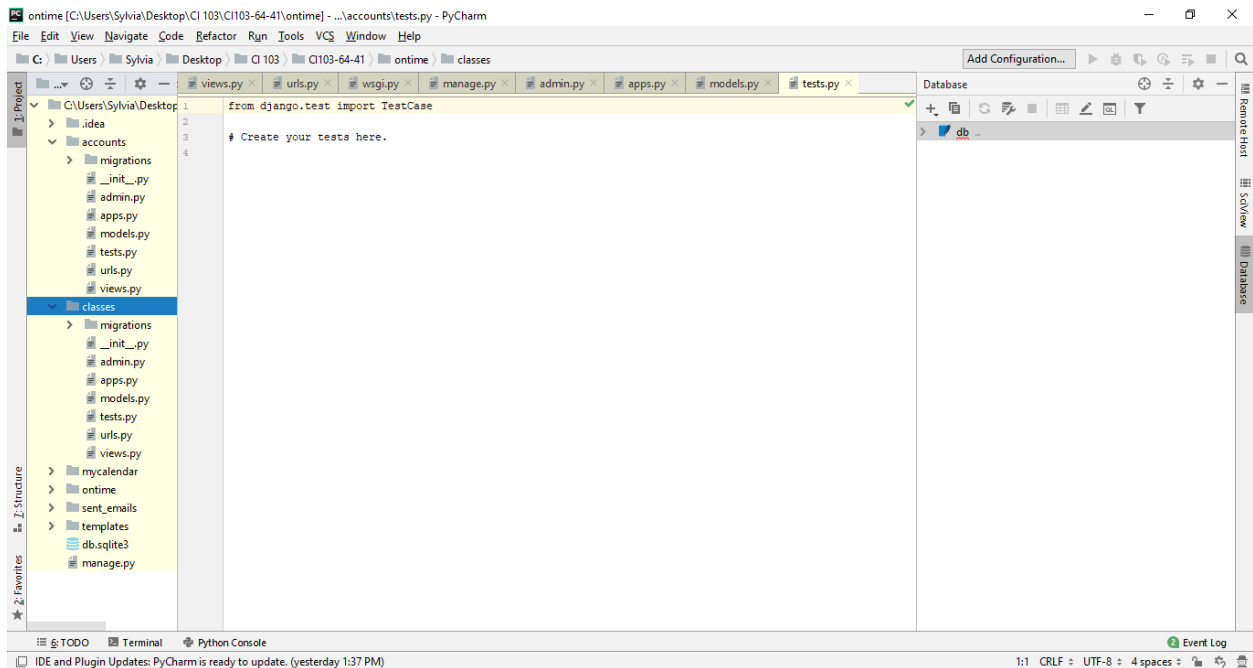 ontime [C:\Users\Sylvia\Desktop\CI 103\CI103-64-41\ontime] - ...\accounts\tests.py - PyCharm
File Edit View Navigate Code Refactor Run Tools VCS Window Help
C: Users Sylvia Desktop CI 103 CI103-64-41 ontime classes Add Configuration...
1: Project
...
views.py urls.py wsgi.py manage.py admin.py apps.py models.py tests.py
Database
C:\Users\Sylvia\Desktop
.idea
accounts
migrations
__init__.py
admin.py
apps.py
models.py
tests.py
urls.py
views.py
classes
migrations
__init__.py
admin.py
apps.py
models.py
tests.py
urls.py
views.py
mycalendar
ontime
sent_emails
templates
db.sqlite3
manage.py
1 from django.test import TestCase
2
3 # Create your tests here.
4
QL
db ...
Remote Host
SciView
Database
Z: Structure
2: Favorites
6: TODO Terminal Python Console 2 Event Log
IDE and Plugin Updates: PyCharm is ready to update. (yesterday 1:37 PM) 1:1 CRLF UTF-8 4 spaces